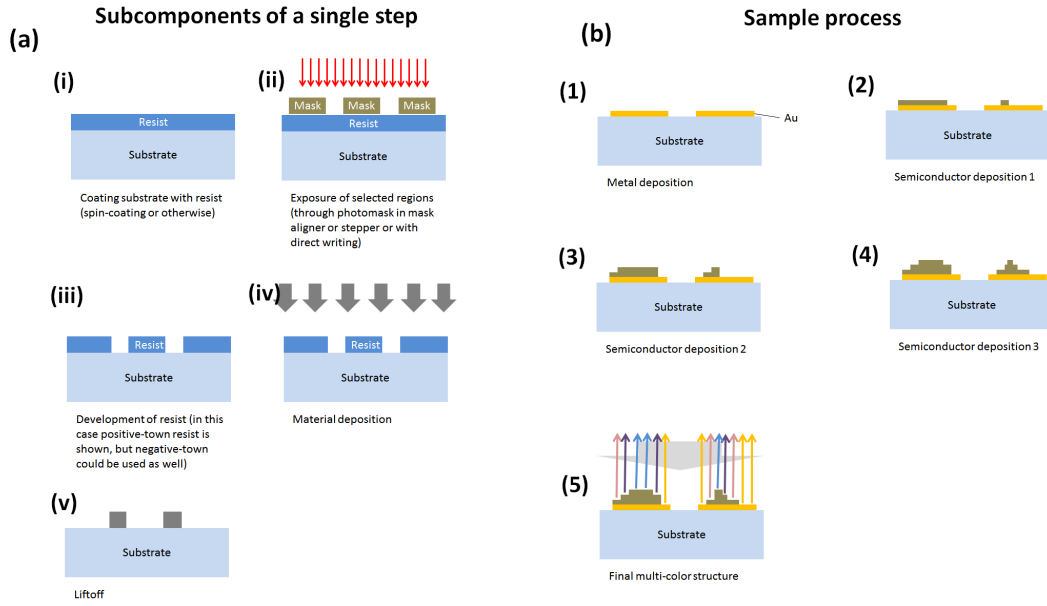 Subcomponents of a single step
(a)
(i)
Resist
Substrate
Coating substrate with resist
(spin-coating or otherwise)
(ii)
Mask Mask Mask
Resist
Substrate
Exposure of selected regions
(through photomask in mask
aligner or stepper or with
direct writing)
(iii)
Resist
Substrate
Development of resist (in this
case positive-town resist is
shown, but negative-town
could be used as well)
(iv)
Resist
Substrate
Material deposition
(v)
Substrate
Liftoff
Sample process
(b)
(1)
Au
Substrate
Metal deposition
(2)
Substrate
Semiconductor deposition 1
(3)
Substrate
Semiconductor deposition 2
(4)
Substrate
Semiconductor deposition 3
(5)
Substrate
Final multi-color structure